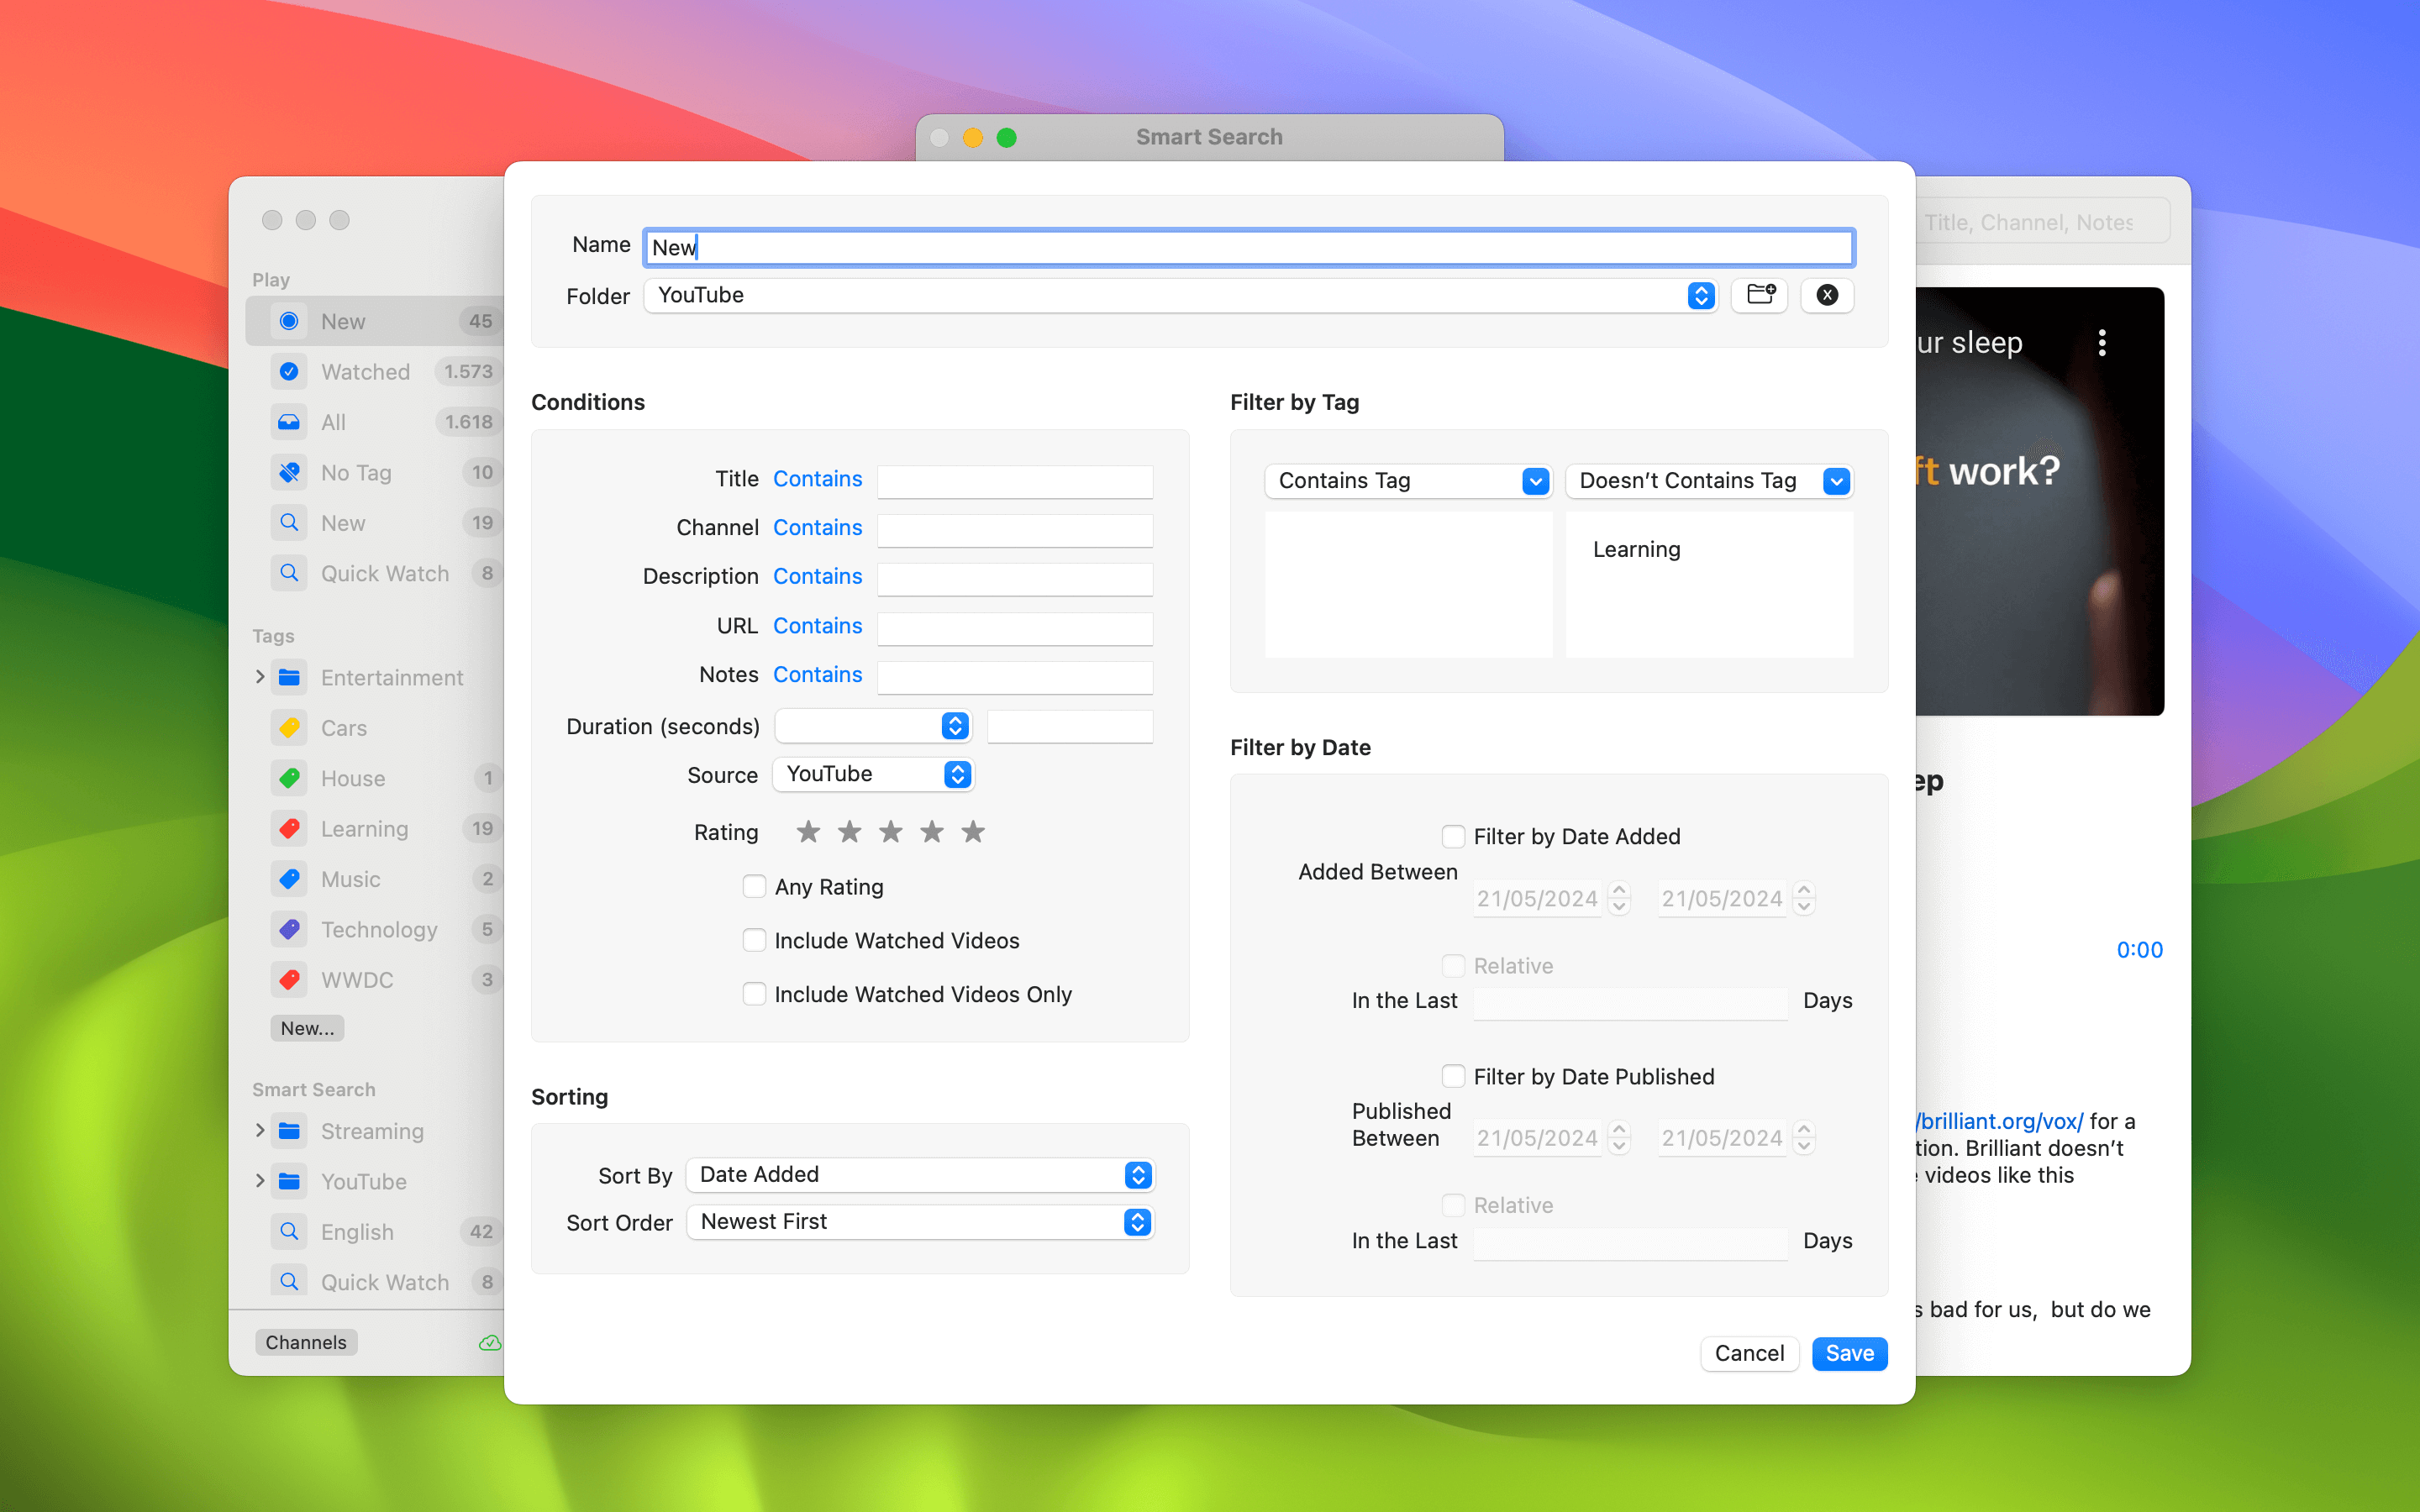 Smart Search
Title, Channel, Notes
Play
New 45
Watched 1.573
All 1.618
No Tag 10
New 19
Quick Watch 8
Tags
Entertainment
Cars
House 1
Learning 19
Music 2
Technology 5
WWDC 3
New...
Smart Search
Streaming
YouTube
English 42
Quick Watch 8
Channels
Name New
Folder YouTube
Conditions
Title Contains
Channel Contains
Description Contains
URL Contains
Notes Contains
Duration (seconds)
Source YouTube
Rating
Any Rating
Include Watched Videos
Include Watched Videos Only
Sorting
Sort By Date Added
Sort Order Newest First
Filter by Tag
Contains Tag Doesn’t Contains Tag
Learning
Filter by Date
Filter by Date Added
Added Between
21/05/2024 21/05/2024
Relative
In the Last Days
Filter by Date Published
Published
Between
21/05/2024 21/05/2024
Relative
In the Last Days
Cancel Save
ur sleep
ft work?
ep
0:00
/brilliant.org/vox/ for a
tion. Brilliant doesn’t
videos like this
s bad for us, but do we